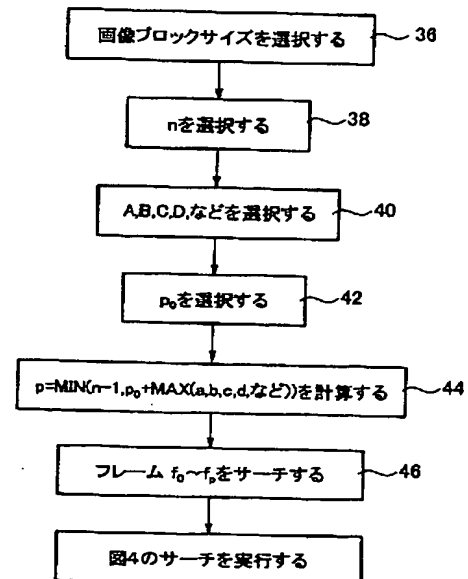 画像ブロックサイズを選択する 36
nを選択する 38
A,B,C,D,などを選択する 40
p₀を選択する 42
p=MIN(n-1,p₀+MAX(a,b,c,d,など))を計算する 44
フレーム f₀~fₚをサーチする 46
図4のサーチを実行する